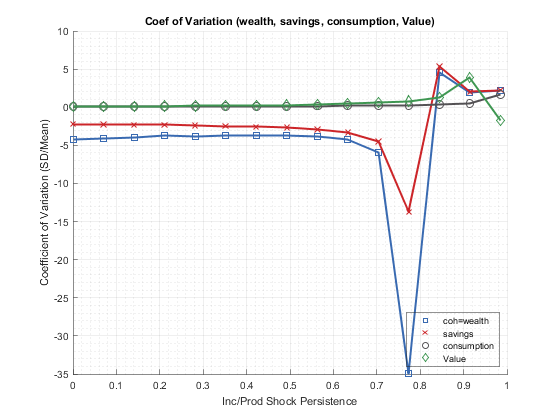 Coef of Variation (wealth, savings, consumption, Value)
10
5
0
-5
-10
-15
-20
-25
-30
-35
Coefficient of Variation (SD/Mean)
0 0.1 0.2 0.3 0.4 0.5 0.6 0.7 0.8 0.9 1
Inc/Prod Shock Persistence
coh=wealth
savings
consumption
Value